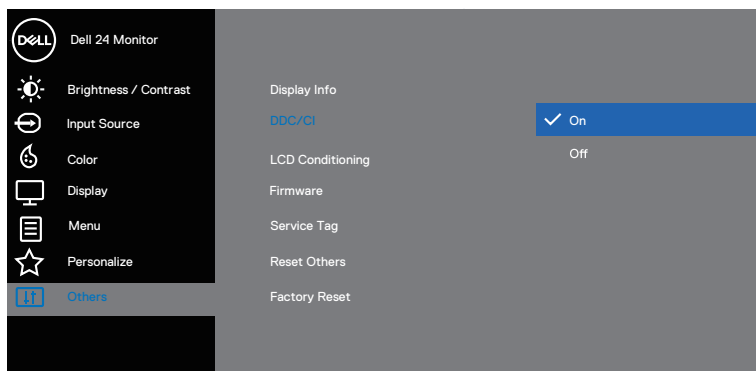 DELL
Dell 24 Monitor
Brightness / Contrast
Input Source
Color
Display
Menu
Personalize
Others
Display Info
DDC/CI
LCD Conditioning
Firmware
Service Tag
Reset Others
Factory Reset
On
Off